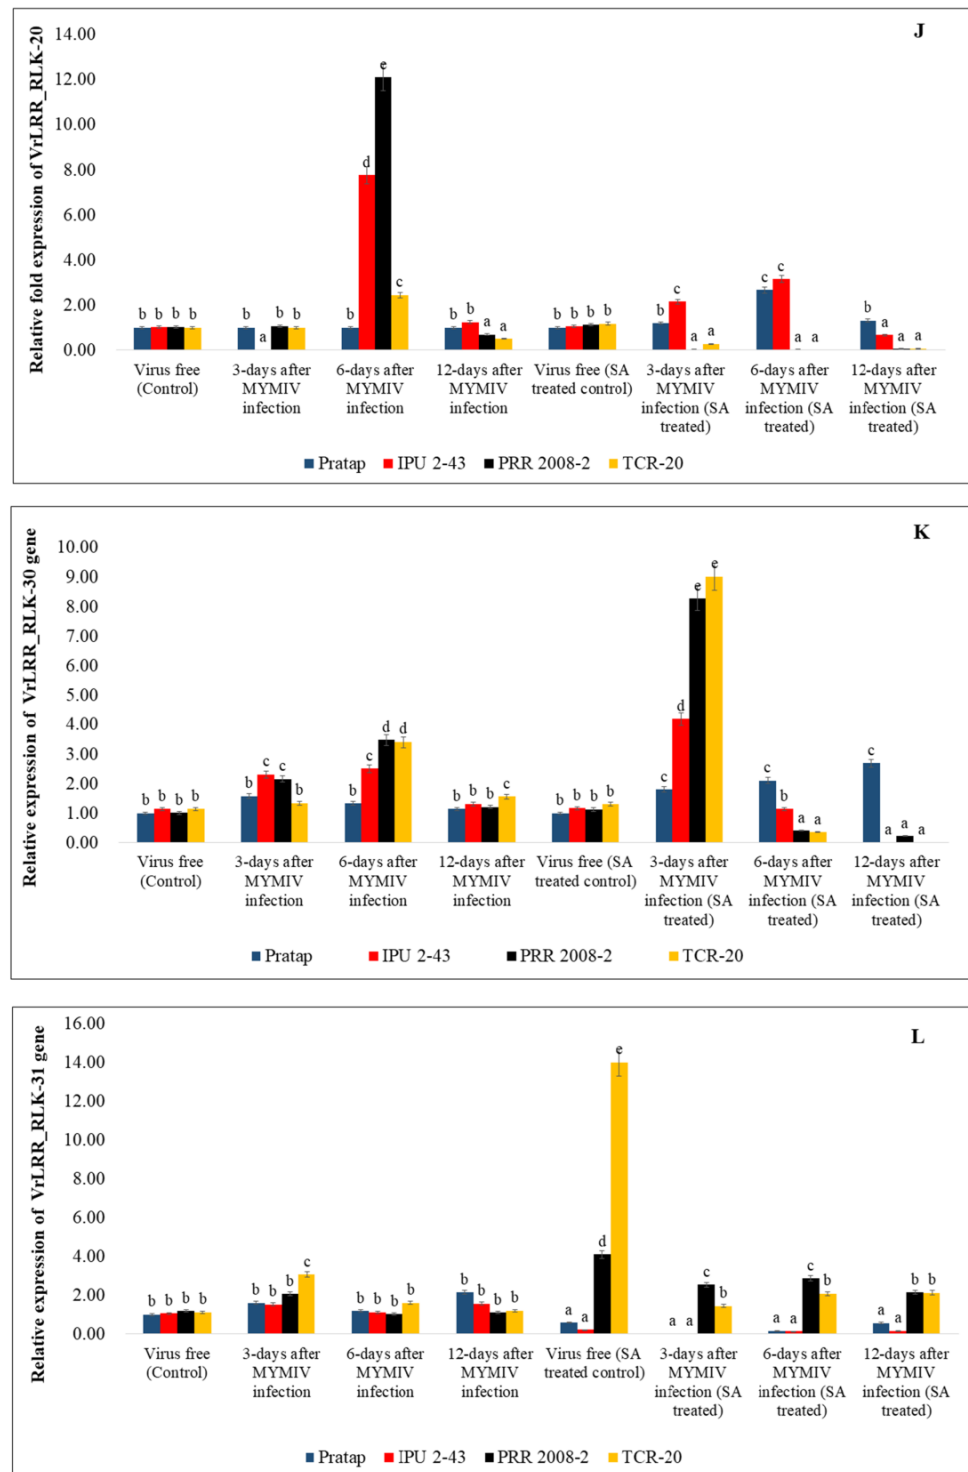 J
Relative fold expression of VrLRR_RLK-20
14.00
12.00
10.00
8.00
6.00
4.00
2.00
0.00
b b b b
b a b b
b d e c
b b a a
b b b b
b c a a
c c a a
b a a a
Virus free (Control)
3-days after MYMIV infection
6-days after MYMIV infection
12-days after MYMIV infection
Virus free (SA treated control)
3-days after MYMIV infection (SA treated)
6-days after MYMIV infection (SA treated)
12-days after MYMIV infection (SA treated)
Pratap IPU 2-43 PRR 2008-2 TCR-20
K
Relative expression of VrLRR_RLK-30 gene
10.00
9.00
8.00
7.00
6.00
5.00
4.00
3.00
2.00
1.00
0.00
b b b b
b c c b
b c d d
b b b c
b b b b
c d e e
c b a a
c a a a
Virus free (Control)
3-days after MYMIV infection
6-days after MYMIV infection
12-days after MYMIV infection
Virus free (SA treated control)
3-days after MYMIV infection (SA treated)
6-days after MYMIV infection (SA treated)
12-days after MYMIV infection (SA treated)
Pratap IPU 2-43 PRR 2008-2 TCR-20
L
Relative expression of VrLRR_RLK-31 gene
16.00
14.00
12.00
10.00
8.00
6.00
4.00
2.00
0.00
b b b b
b b b c
b b b b
b b b b
a a d e
a a c b
a a c b
a a b b
Virus free (Control)
3-days after MYMIV infection
6-days after MYMIV infection
12-days after MYMIV infection
Virus free (SA treated control)
3-days after MYMIV infection (SA treated)
6-days after MYMIV infection (SA treated)
12-days after MYMIV infection (SA treated)
Pratap IPU 2-43 PRR 2008-2 TCR-20